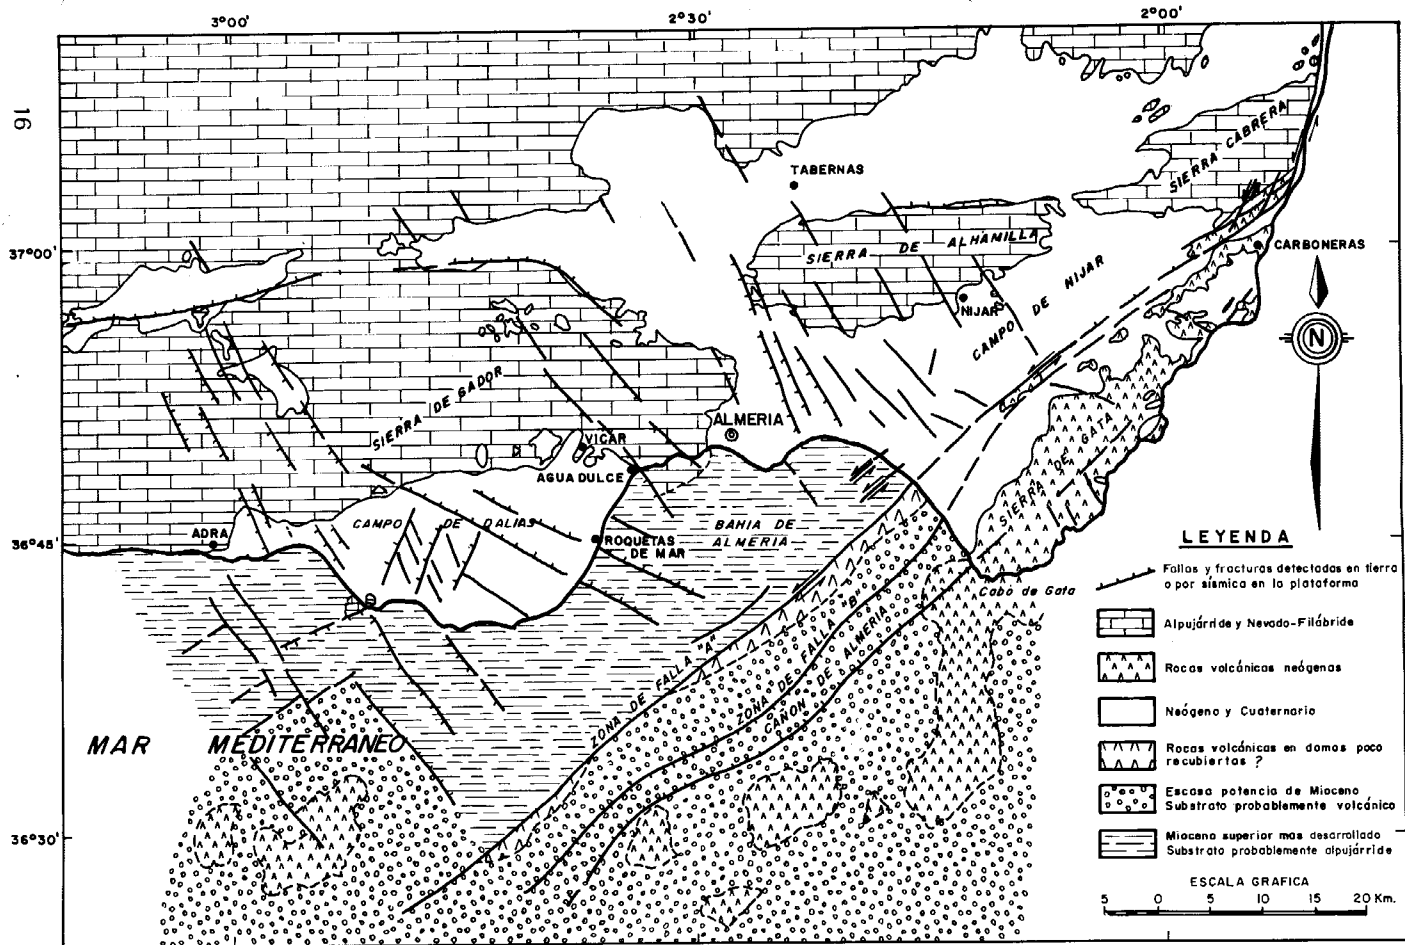 3°00'
2°30'
2°00'
16
TABERNAS
SIERRA CABRERA
37°00'
SIERRA DE ALHAMILLA
CARBONERAS
NIJAR
CAMPO DE NIJAR
N
SIERRA DE GADOR
ALMERIA
VICAR
AGUADULCE
SIERRA DE GATA
CAMPO DE DALIAS
BAHIA DE
ALMERIA
ADRA
36°45'
ROQUETAS
DE MAR
Cabo de Gata
ZONA DE FALLA "A"
ZONA DE FALLA "B"
CAÑON DE ALMERIA
MAR MEDITERRANEO
36°30'
LEYENDA
Fallas y fracturas detectadas en tierra
o por sísmica en la plataforma
Alpujárride y Nevado-Filábride
Rocas volcánicas neógenas
Neógeno y Cuaternario
Rocas volcánicas en domos poco
recubiertas ?
Escasa potencia de Mioceno
Substrato probablemente volcánico
Mioceno superior mas desarrollado
Substrato probablemente alpujárride
ESCALA GRAFICA
5 0 5 10 15 20 Km.